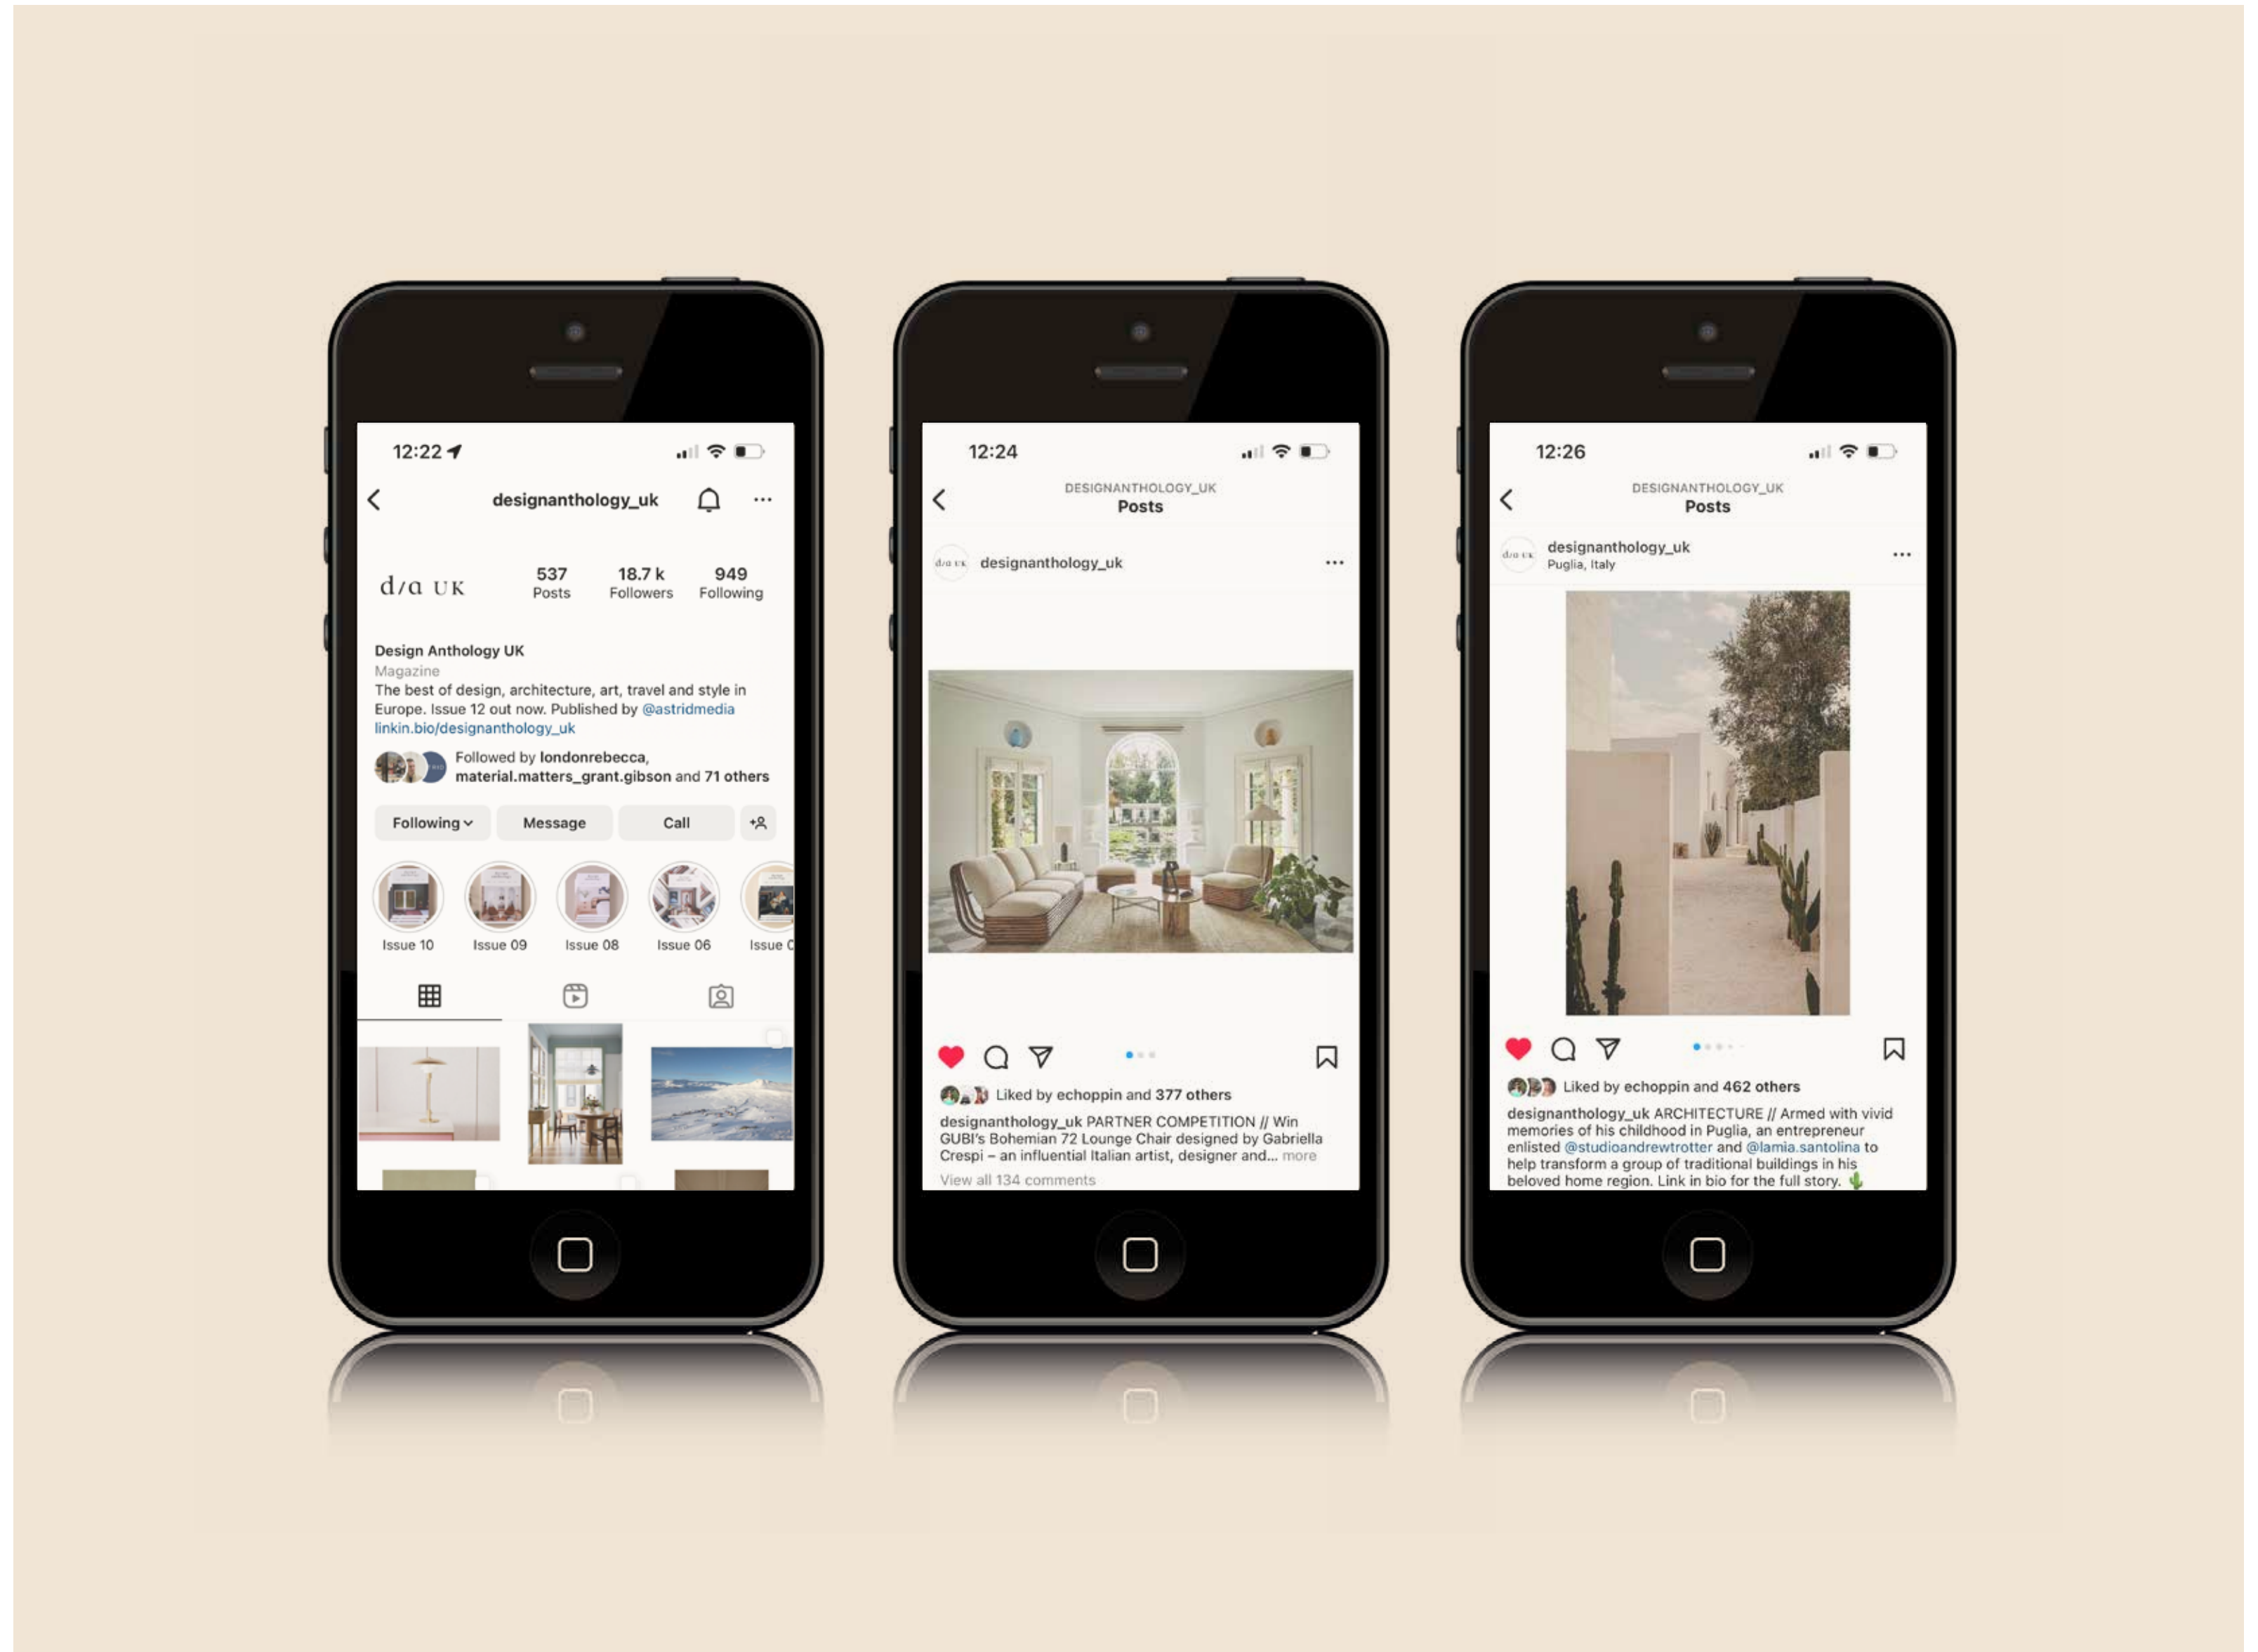 12:22
designanthology_uk
d/a UK
537
Posts
18.7 k
Followers
949
Following
Design Anthology UK
Magazine
The best of design, architecture, art, travel and style in
Europe. Issue 12 out now. Published by @astridmedia
linkin.bio/designanthology_uk
Followed by londonrebecca,
material.matters_grant.gibson and 71 others
Following
Message
Call
Issue 10
Issue 09
Issue 08
Issue 06
Issue
12:24
DESIGNANTHOLOGY_UK
Posts
d/a UK
designanthology_uk
Liked by echoppin and 377 others
designanthology_uk PARTNER COMPETITION // Win
GUBI's Bohemian 72 Lounge Chair designed by Gabriella
Crespi – an influential Italian artist, designer and... more
View all 134 comments
12:26
DESIGNANTHOLOGY_UK
Posts
d/a UK
designanthology_uk
Puglia, Italy
Liked by echoppin and 462 others
designanthology_uk ARCHITECTURE // Armed with vivid
memories of his childhood in Puglia, an entrepreneur
enlisted @studioandrewtrotter and @lamia.santolina to
help transform a group of traditional buildings in his
beloved home region. Link in bio for the full story. 🌵